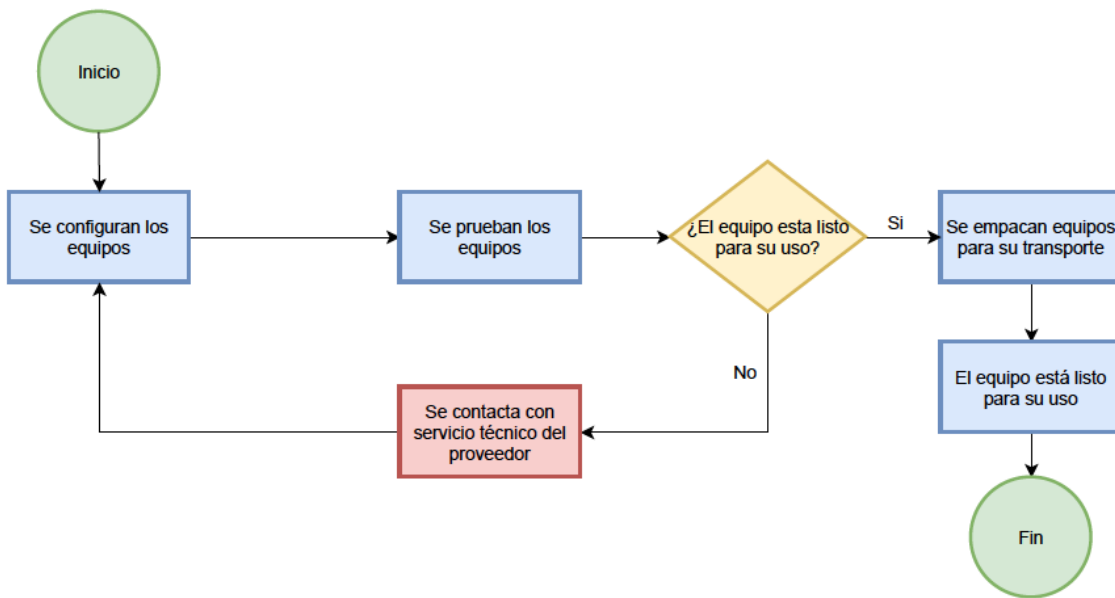 Inicio
Se configuran los
equipos
Se prueban los
equipos
¿El equipo esta listo
para su uso?
Si
Se empacan equipos
para su transporte
No
El equipo está listo
para su uso
Se contacta con
servicio técnico del
proveedor
Fin